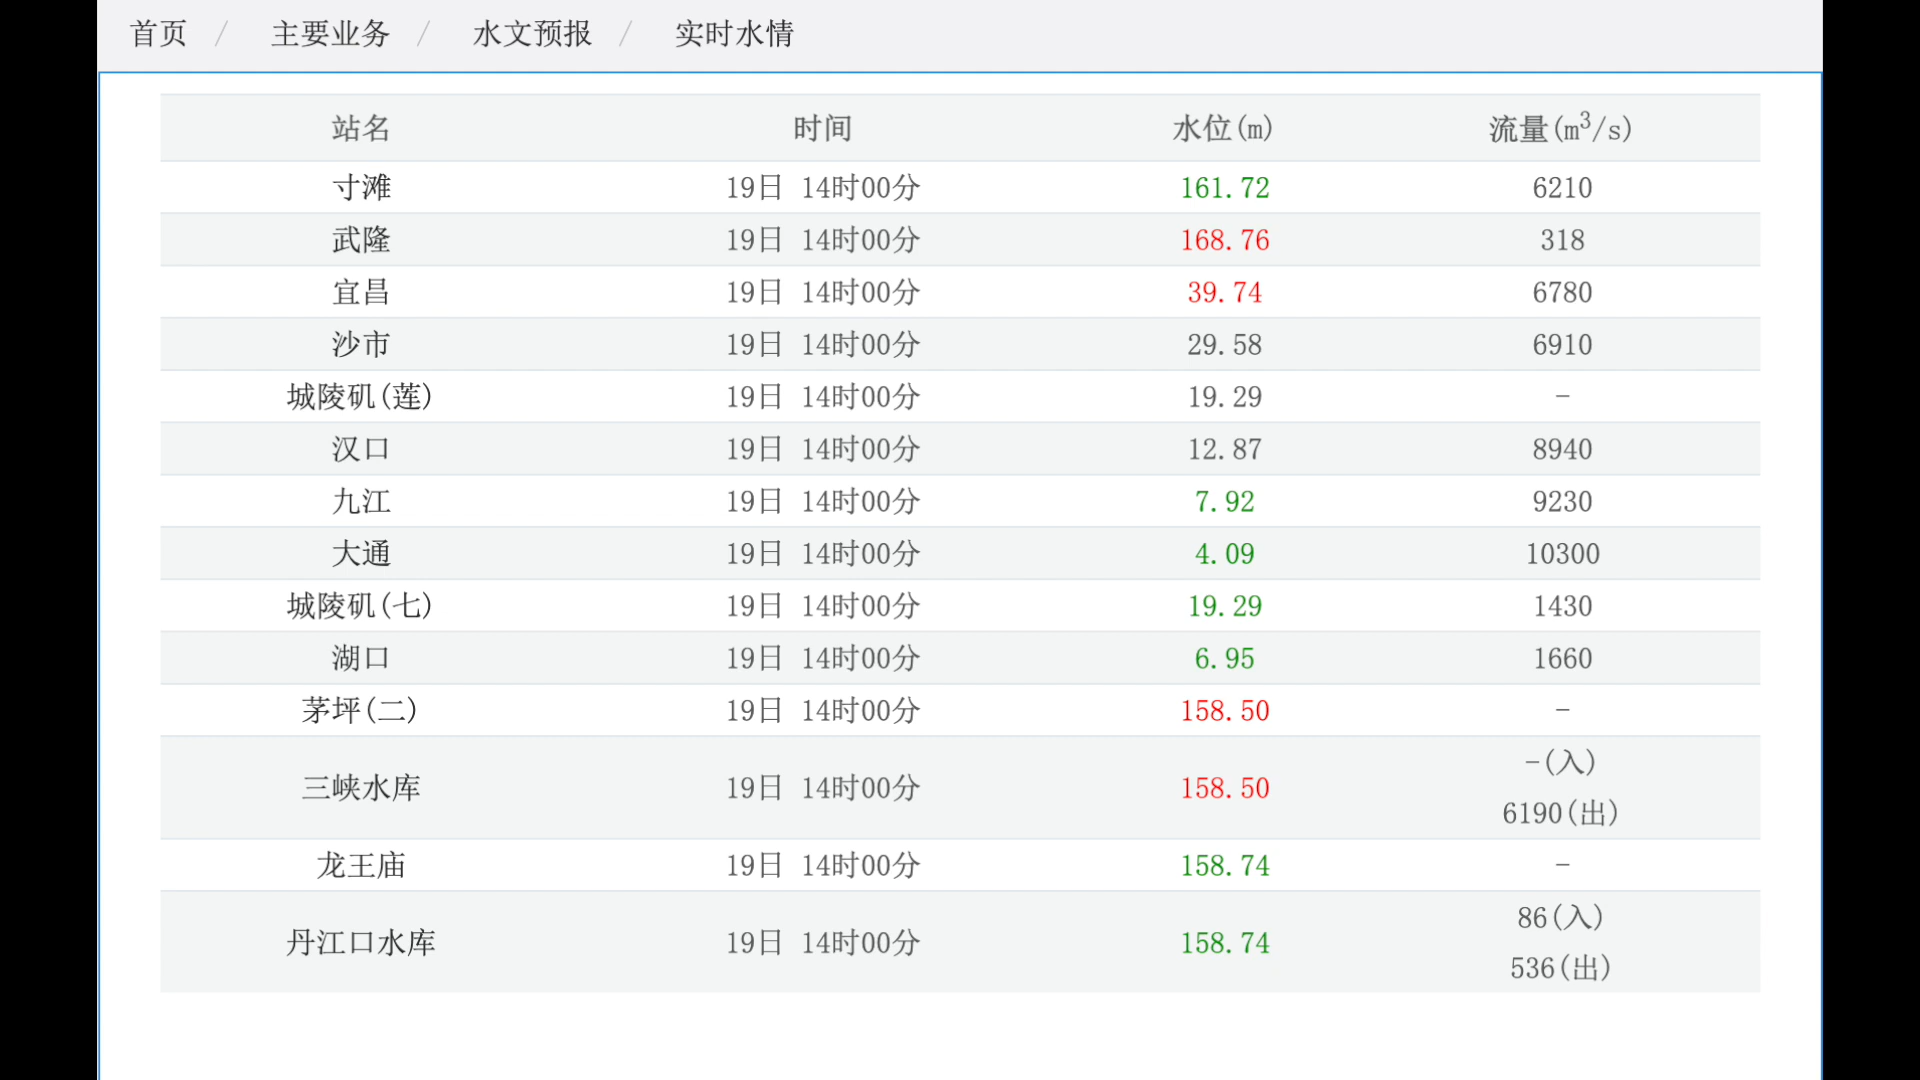 首页 / 主要业务 / 水文预报 / 实时水情
站名 时间 水位(m) 流量(m³/s)
寸滩 19日 14时00分 161.72 6210
武隆 19日 14时00分 168.76 318
宜昌 19日 14时00分 39.74 6780
沙市 19日 14时00分 29.58 6910
城陵矶(莲) 19日 14时00分 19.29 -
汉口 19日 14时00分 12.87 8940
九江 19日 14时00分 7.92 9230
大通 19日 14时00分 4.09 10300
城陵矶(七) 19日 14时00分 19.29 1430
湖口 19日 14时00分 6.95 1660
茅坪(二) 19日 14时00分 158.50 -
三峡水库 19日 14时00分 158.50 -(入)
6190(出)
龙王庙 19日 14时00分 158.74 -
丹江口水库 19日 14时00分 158.74 86(入)
536(出)